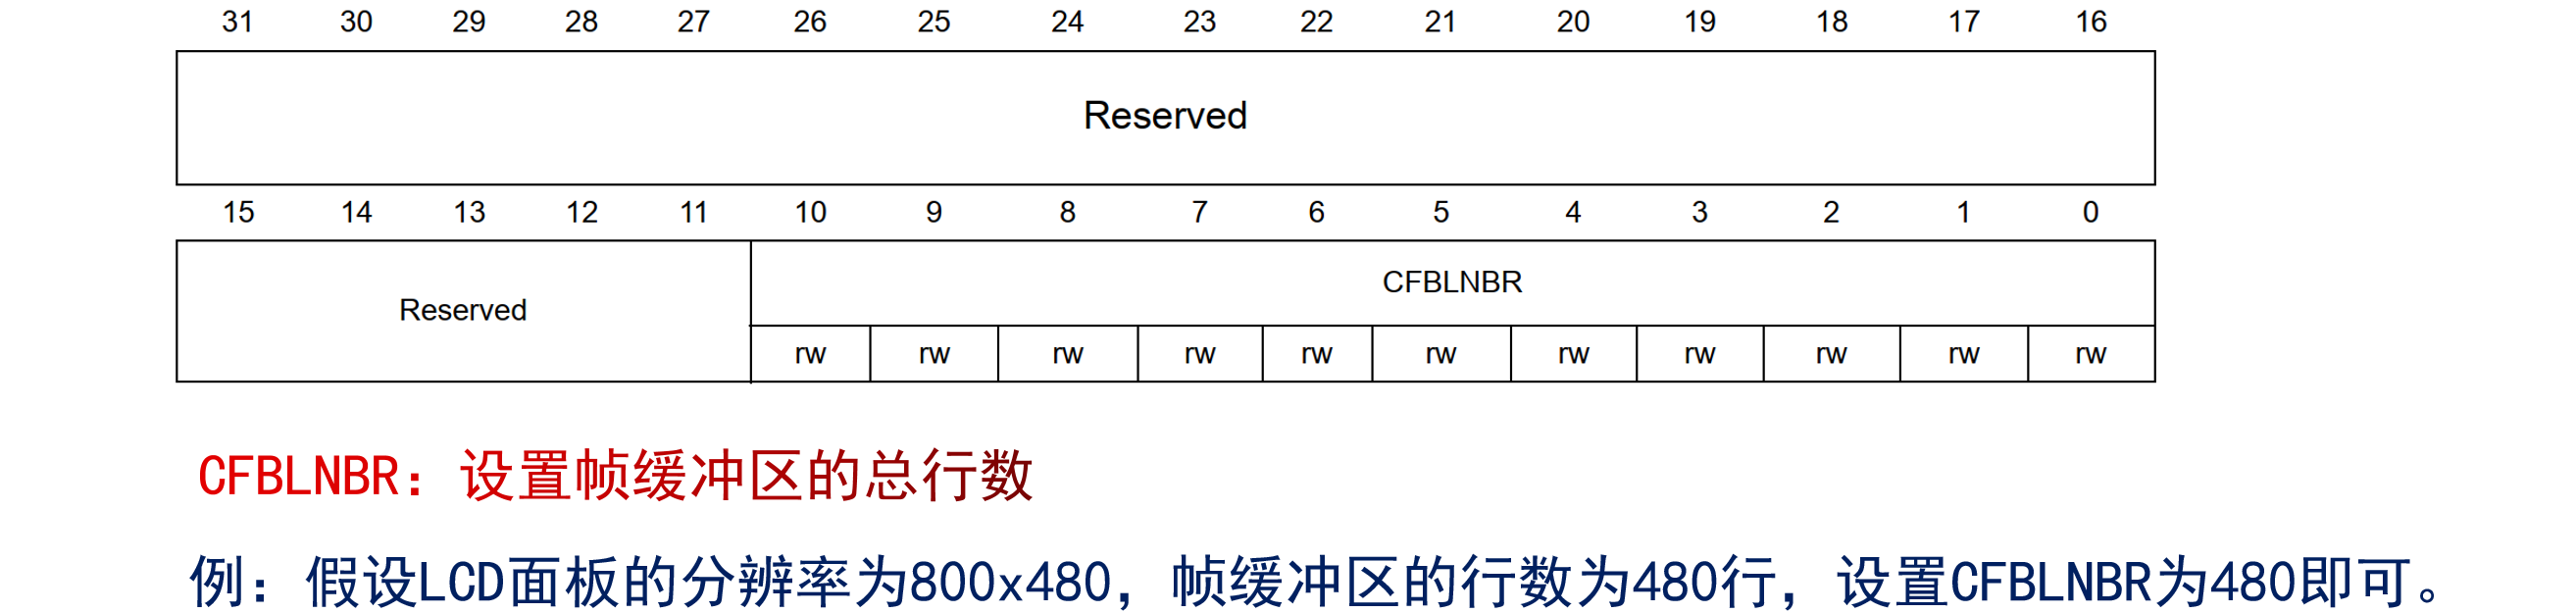 31 30 29 28 27 26 25 24 23 22 21 20 19 18 17 16
Reserved
15 14 13 12 11 10 9 8 7 6 5 4 3 2 1 0
Reserved CFBLNBR
rw rw rw rw rw rw rw rw rw rw rw
CFBLNBR：设置帧缓冲区的总行数
例：假设LCD面板的分辨率为800x480，帧缓冲区的行数为480行，设置CFBLNBR为480即可。